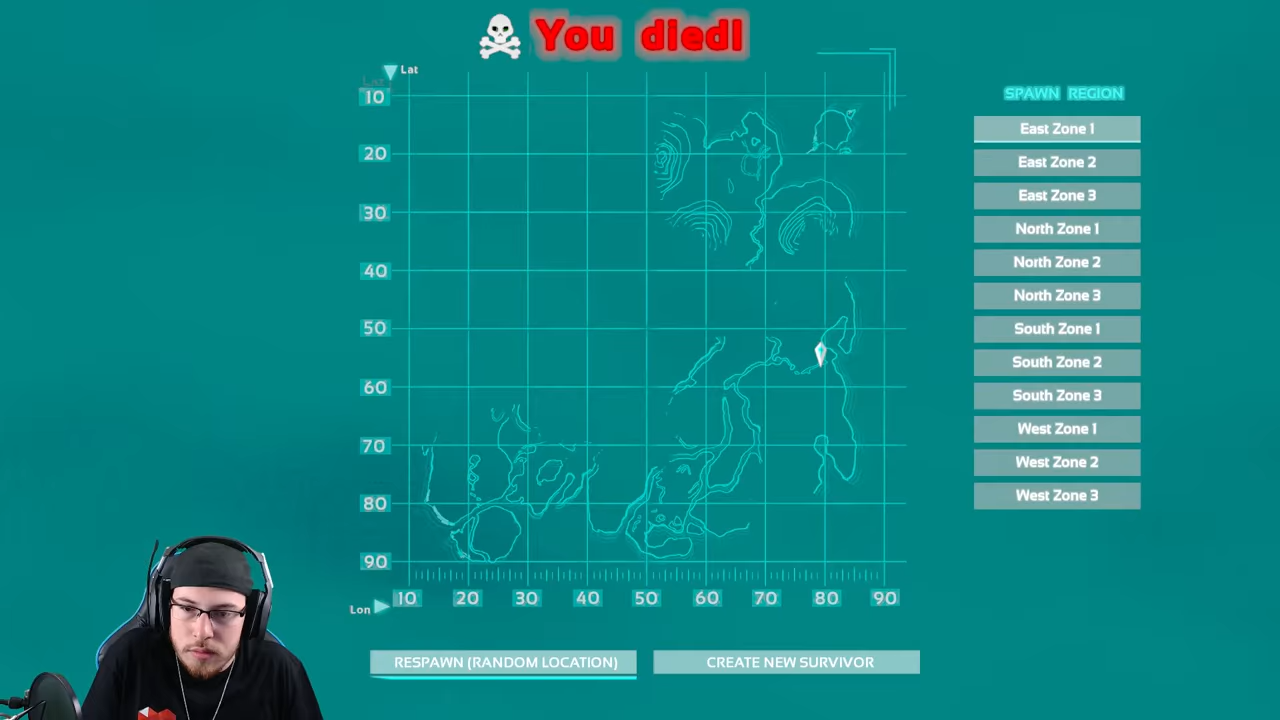 You died!
Lat
10
20
30
40
50
60
70
80
90
Lon
10 20 30 40 50 60 70 80 90
SPAWN REGION
East Zone 1
East Zone 2
East Zone 3
North Zone 1
North Zone 2
North Zone 3
South Zone 1
South Zone 2
South Zone 3
West Zone 1
West Zone 2
West Zone 3
RESPAWN (RANDOM LOCATION)
CREATE NEW SURVIVOR